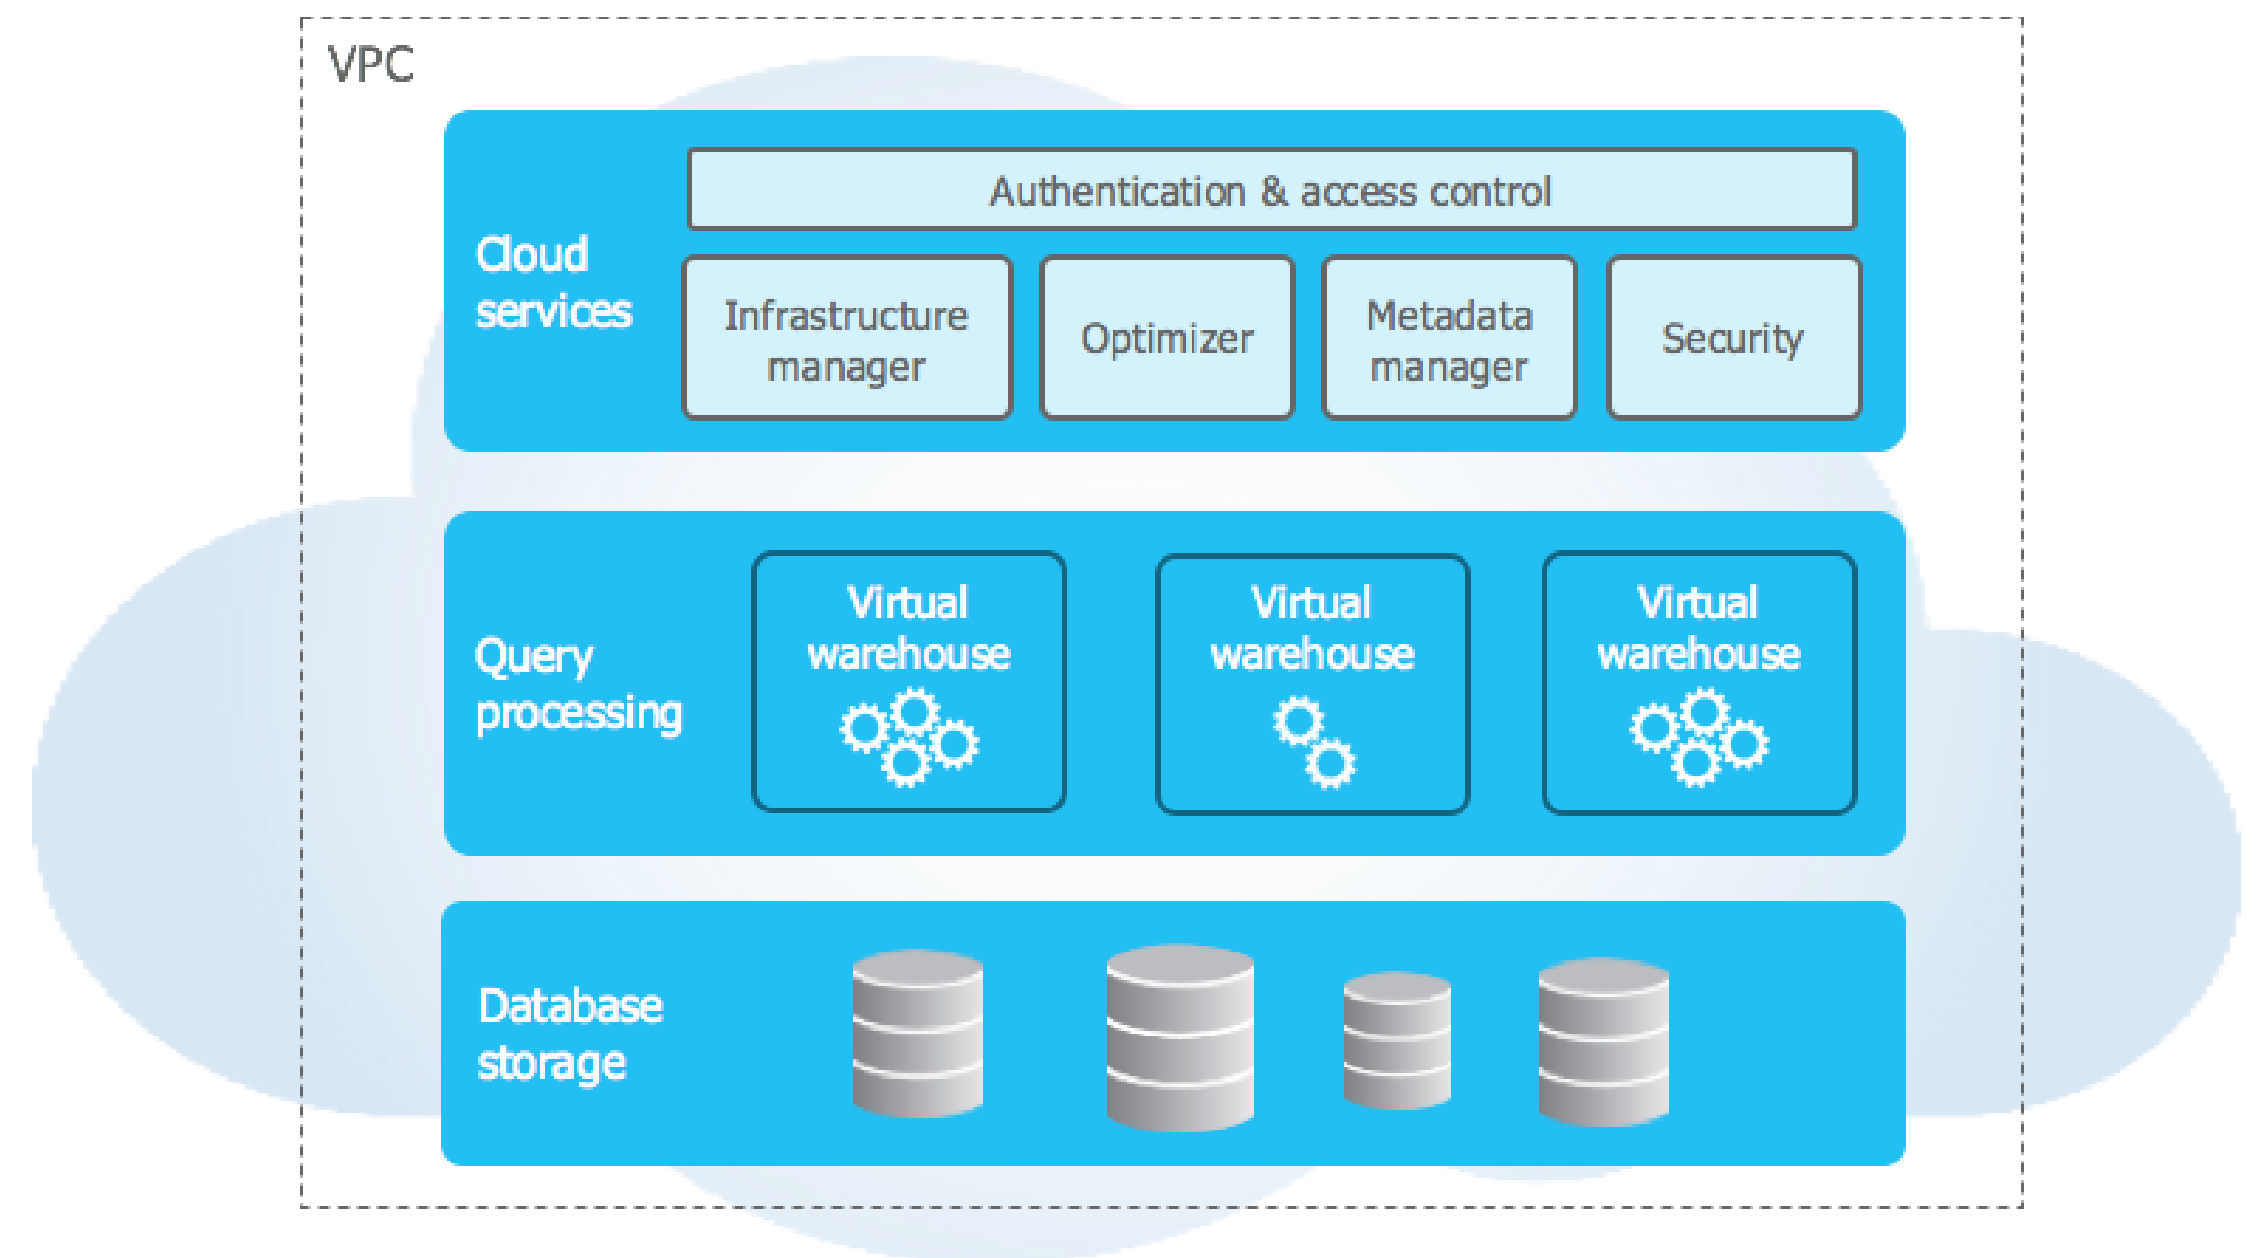 VPC
Authentication & access control
Cloud
services
Infrastructure
manager
Optimizer
Metadata
manager
Security
Query
processing
Virtual
warehouse
Virtual
warehouse
Virtual
warehouse
Database
storage